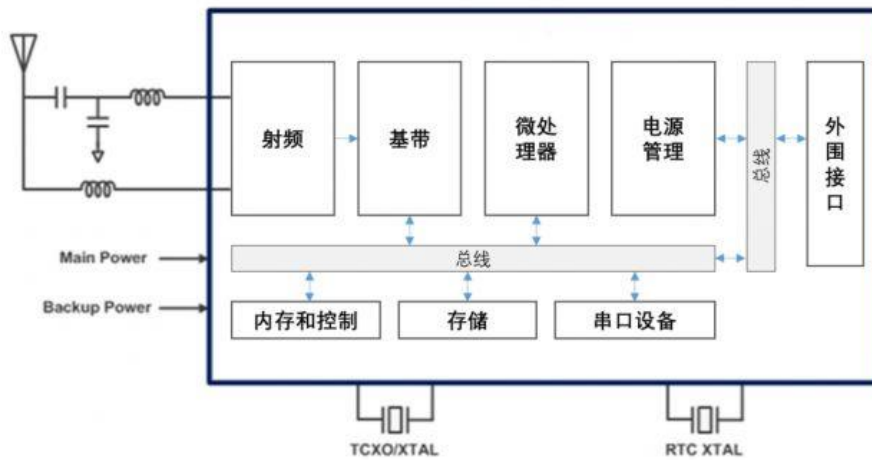 射频
基带
微处
理器
电源
管理
总线
外
围
接
口
Main Power
总线
Backup Power
内存和控制
存储
串口设备
TCXO/XTAL
RTC XTAL